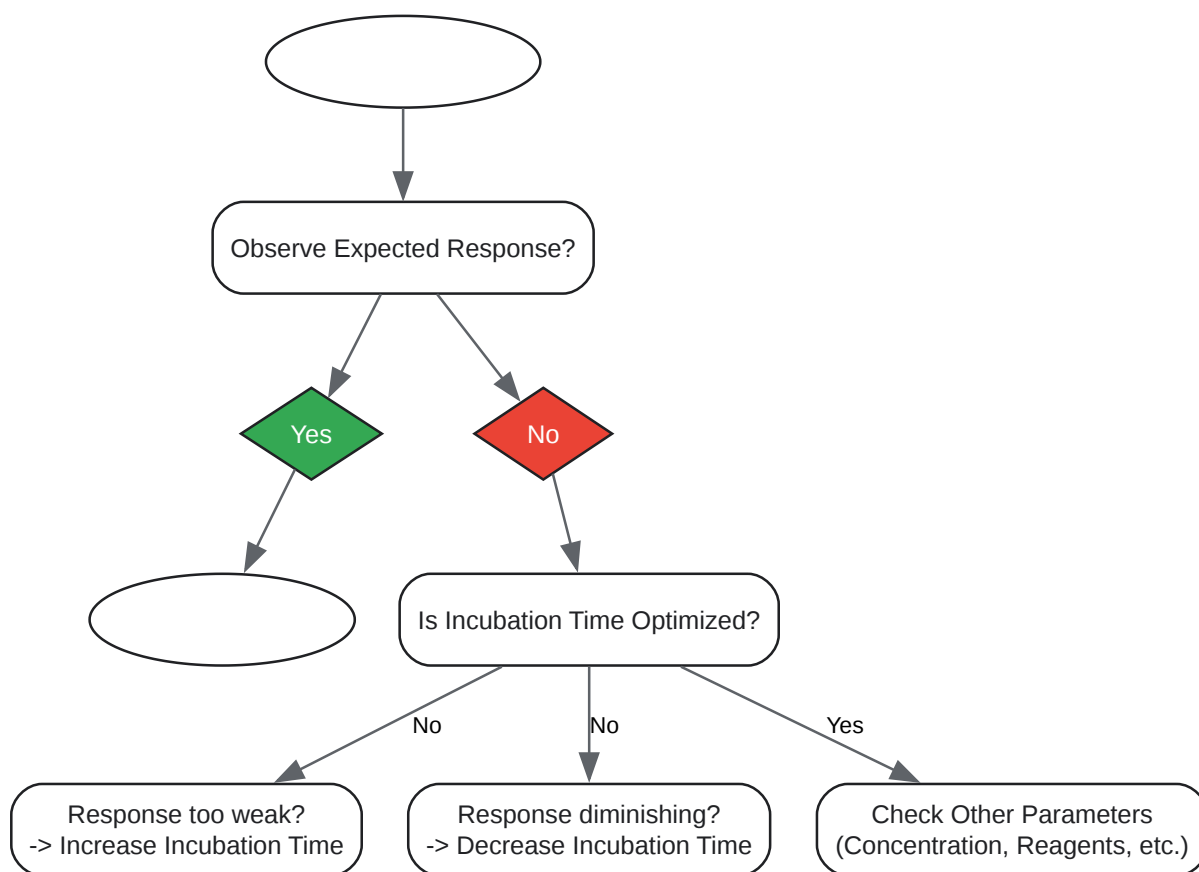 Observe Expected Response?
Yes
No
Is Incubation Time Optimized?
No
No
Yes
Response too weak?
-> Increase Incubation Time
Response diminishing?
-> Decrease Incubation Time
Check Other Parameters
(Concentration, Reagents, etc.)